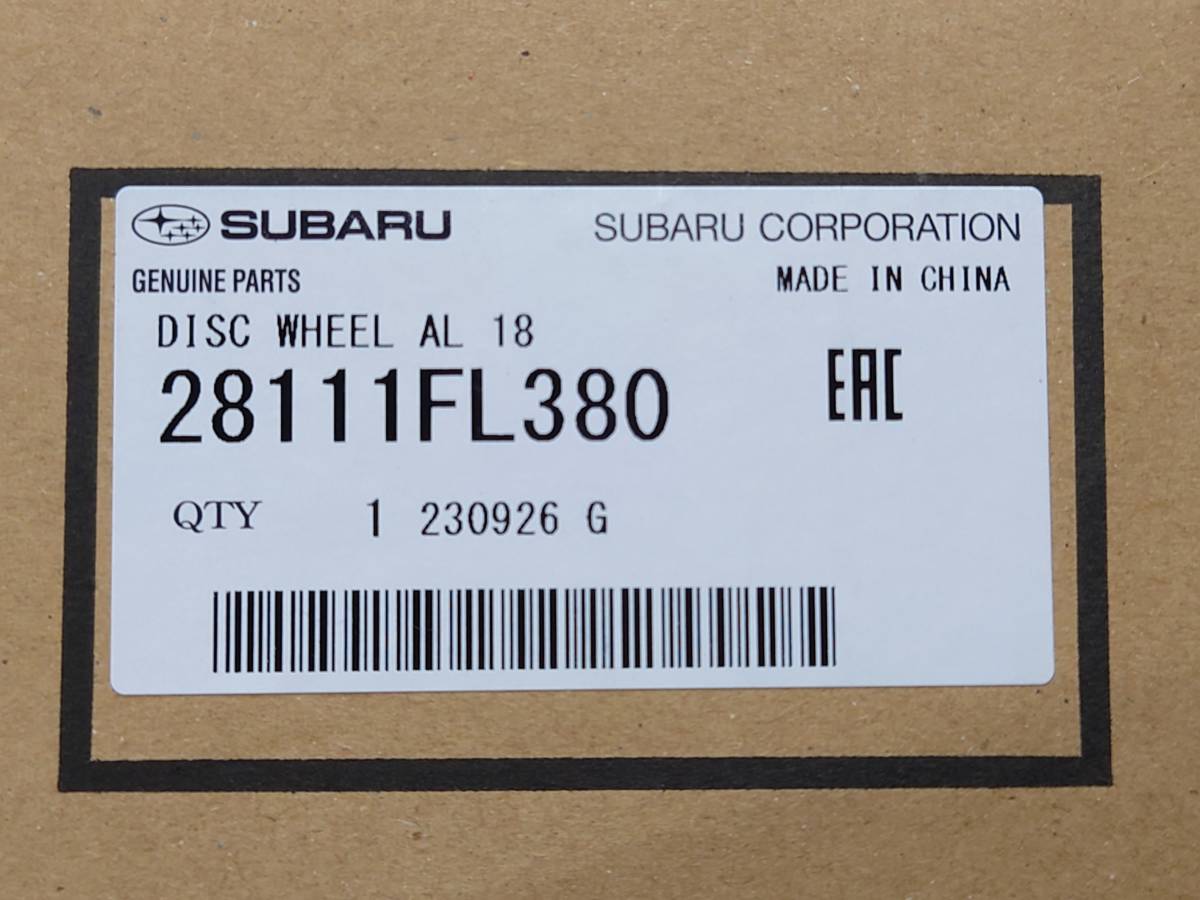 SUBARU SUBARU CORPORATION
GENUINE PARTS MADE IN CHINA
DISC WHEEL AL 18
28111FL380
EAC
QTY 1 230926 G